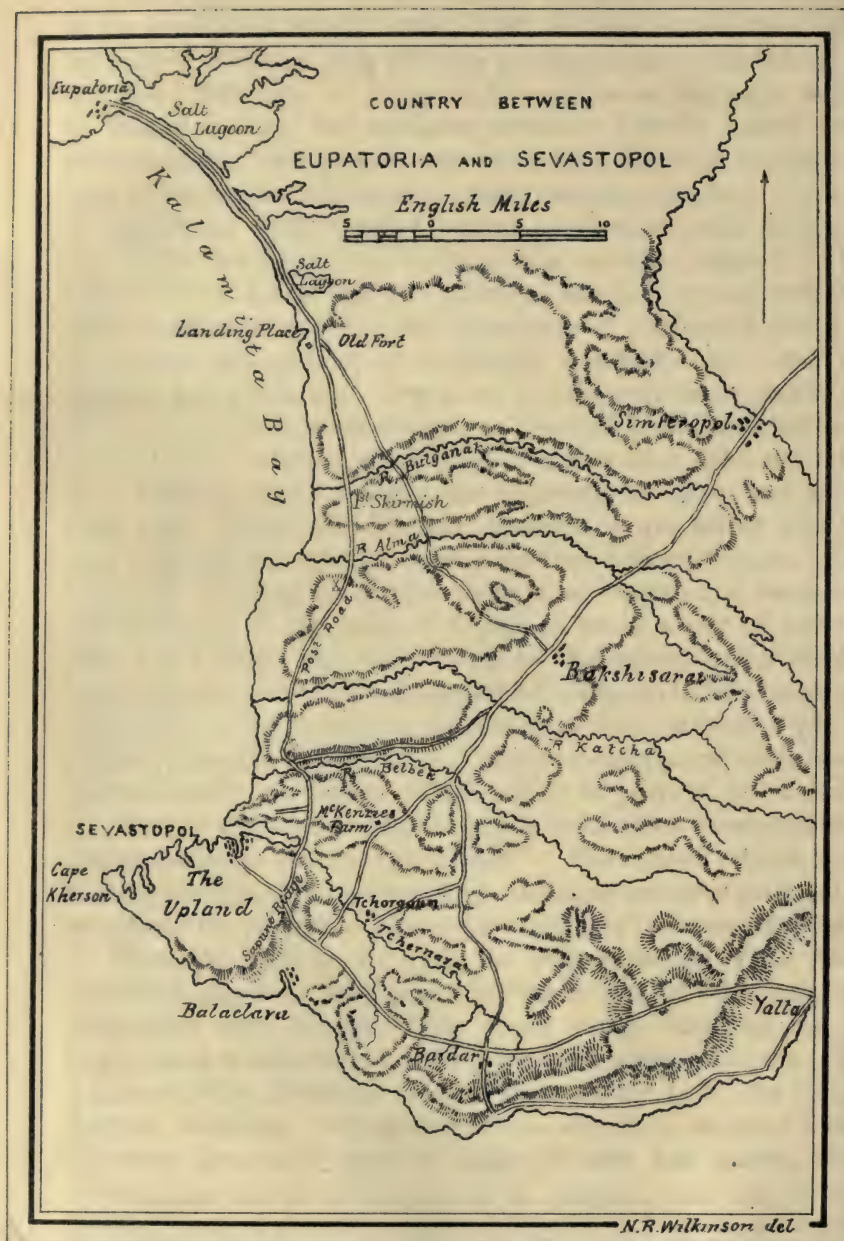 COUNTRY BETWEEN
EUPATORIA AND SEVASTOPOL
English Miles
5 0 5 10
Eupatoria
Salt
Lagoon
Kalamita Bay
Salt
Lagoon
Landing Place
Old Fort
Simferopol
R. Bulganak
1st Skirmish
R Alma
Post Road
Bakshisarai
R Katcha
R. Belbek
McKenzies
Farm
SEVASTOPOL
Cape
Kherson
The
Upland
Sapuné Ridge
Tchorgoun
Tchernaya
Balaclava
Baidar
Yalta
N.R.Wilkinson del